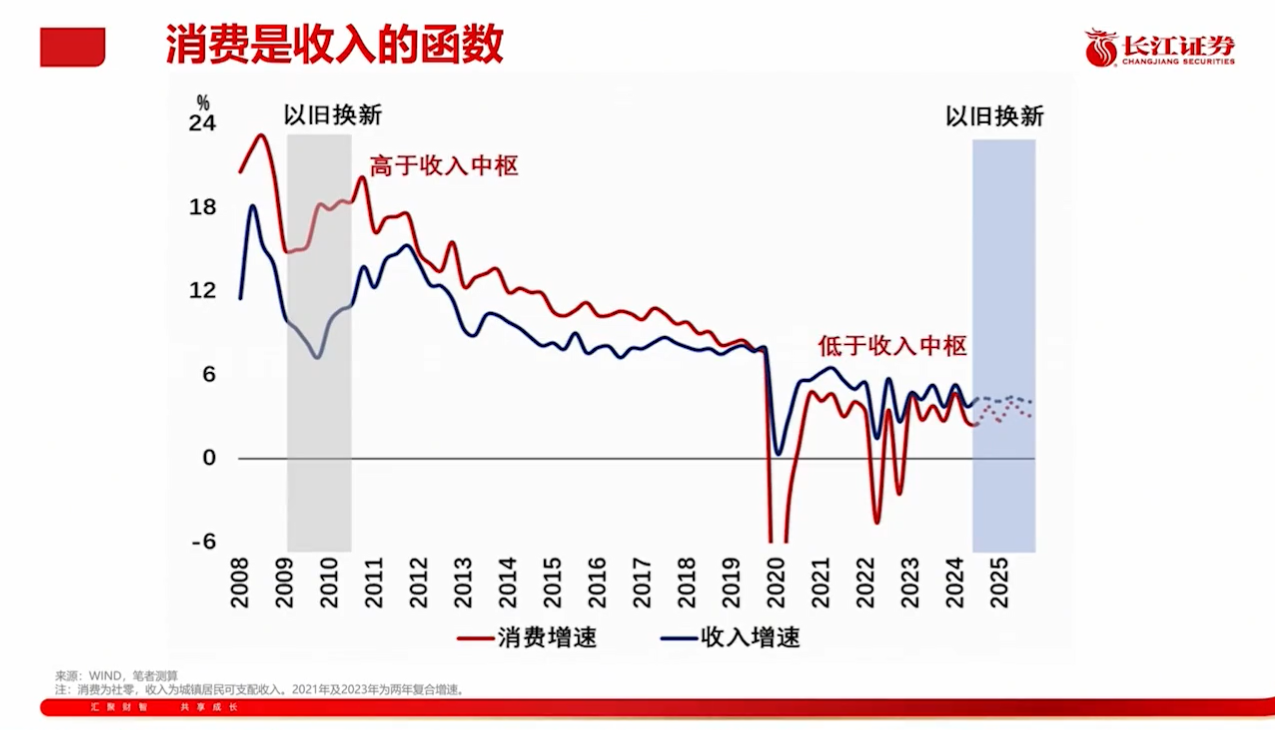 消费是收入的函数
长江证券
CHANGJIANG SECURITIES
%
24
18
12
6
0
-6
以旧换新
高于收入中枢
以旧换新
低于收入中枢
2008
2009
2010
2011
2012
2013
2014
2015
2016
2017
2018
2019
2020
2021
2022
2023
2024
2025
消费增速
收入增速
来源：WIND，笔者测算
注：消费为社零，收入为城镇居民可支配收入。2021年及2023年为两年复合增速。
汇聚财智 共享成长